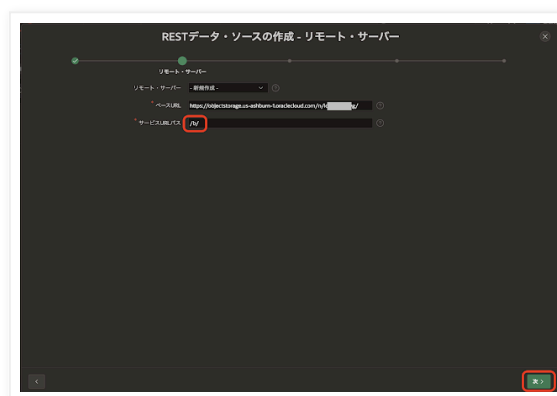 RESTデータ・ソースの作成 - リモート・サーバー
リモート・サーバー
リモート・サーバー - 新規作成 -
* ベースURL https://objectstorage.us-ashburn-1.oraclecloud.com/n/
* サービスURLパス /b/
次 >